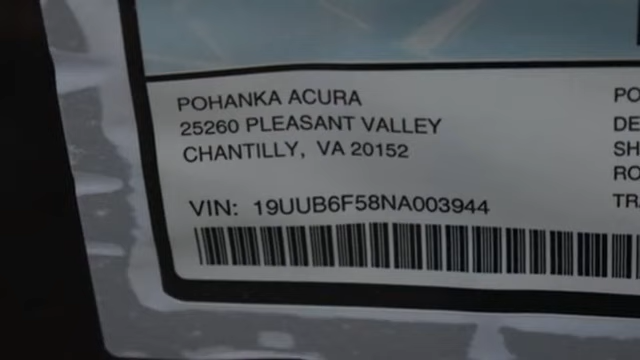 POHANKA ACURA
25260 PLEASANT VALLEY
CHANTILLY, VA 20152
VIN: 19UUB6F58NA003944
PO
DE
SH
RO
TR